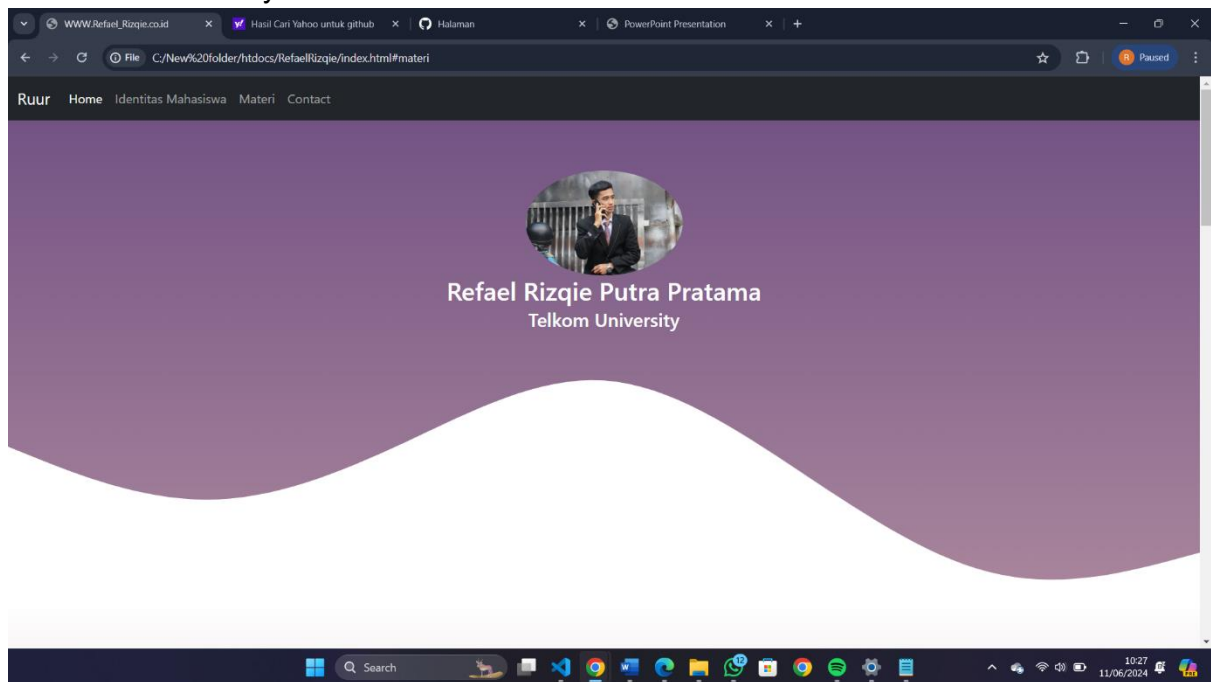 WWW.Refael_Rizqie.co.id
Hasil Cari Yahoo untuk github
Halaman
PowerPoint Presentation
File C:/New%20folder/htdocs/RefaelRizqie/index.html#materi
R Paused
Ruur Home Identitas Mahasiswa Materi Contact
Refael Rizqie Putra Pratama
Telkom University
Search
12
10:27
11/06/2024